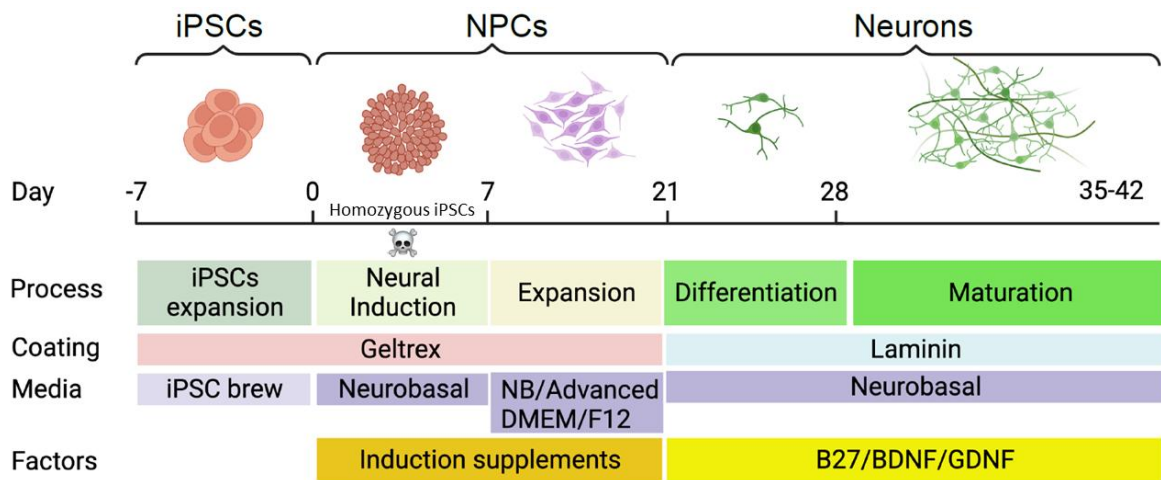 iPSCs NPCs Neurons
Day -7 0 7 21 28 35-42
Homozygous iPSCs
Process iPSCs expansion Neural Induction Expansion Differentiation Maturation
Coating Geltrex Laminin
Media iPSC brew Neurobasal NB/Advanced DMEM/F12 Neurobasal
Factors Induction supplements B27/BDNF/GDNF